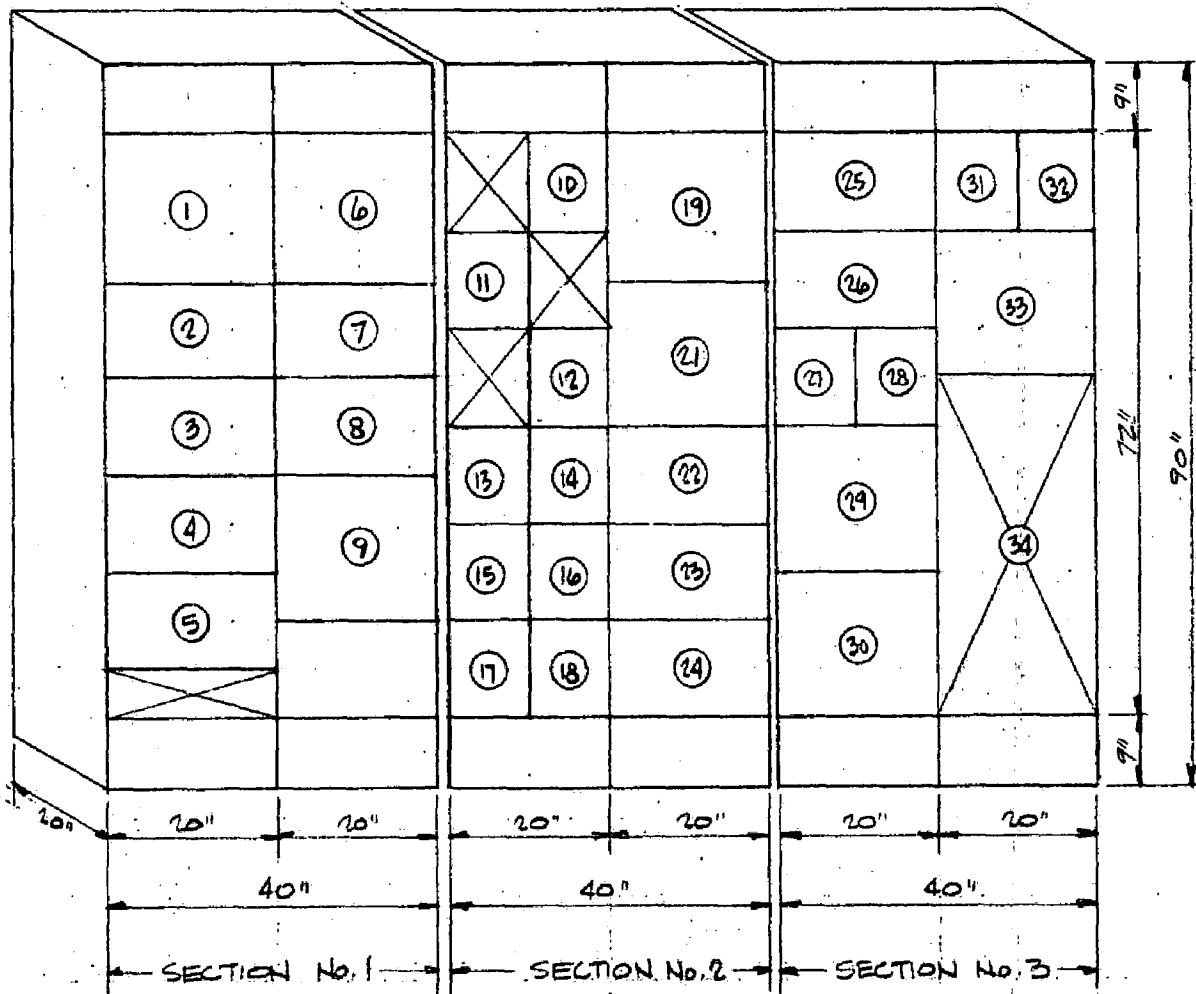 1 6 10 19 25 31 32
11 26 33
2 7 12 21 27 28
3 8
13 14 22 29
4 9 15 16 23 34
5 17 18 24 30
9"
72"
90"
9"
20" 20" 20" 20" 20" 20" 20"
40" 40" 40"
SECTION No. 1 SECTION No. 2 SECTION No. 3